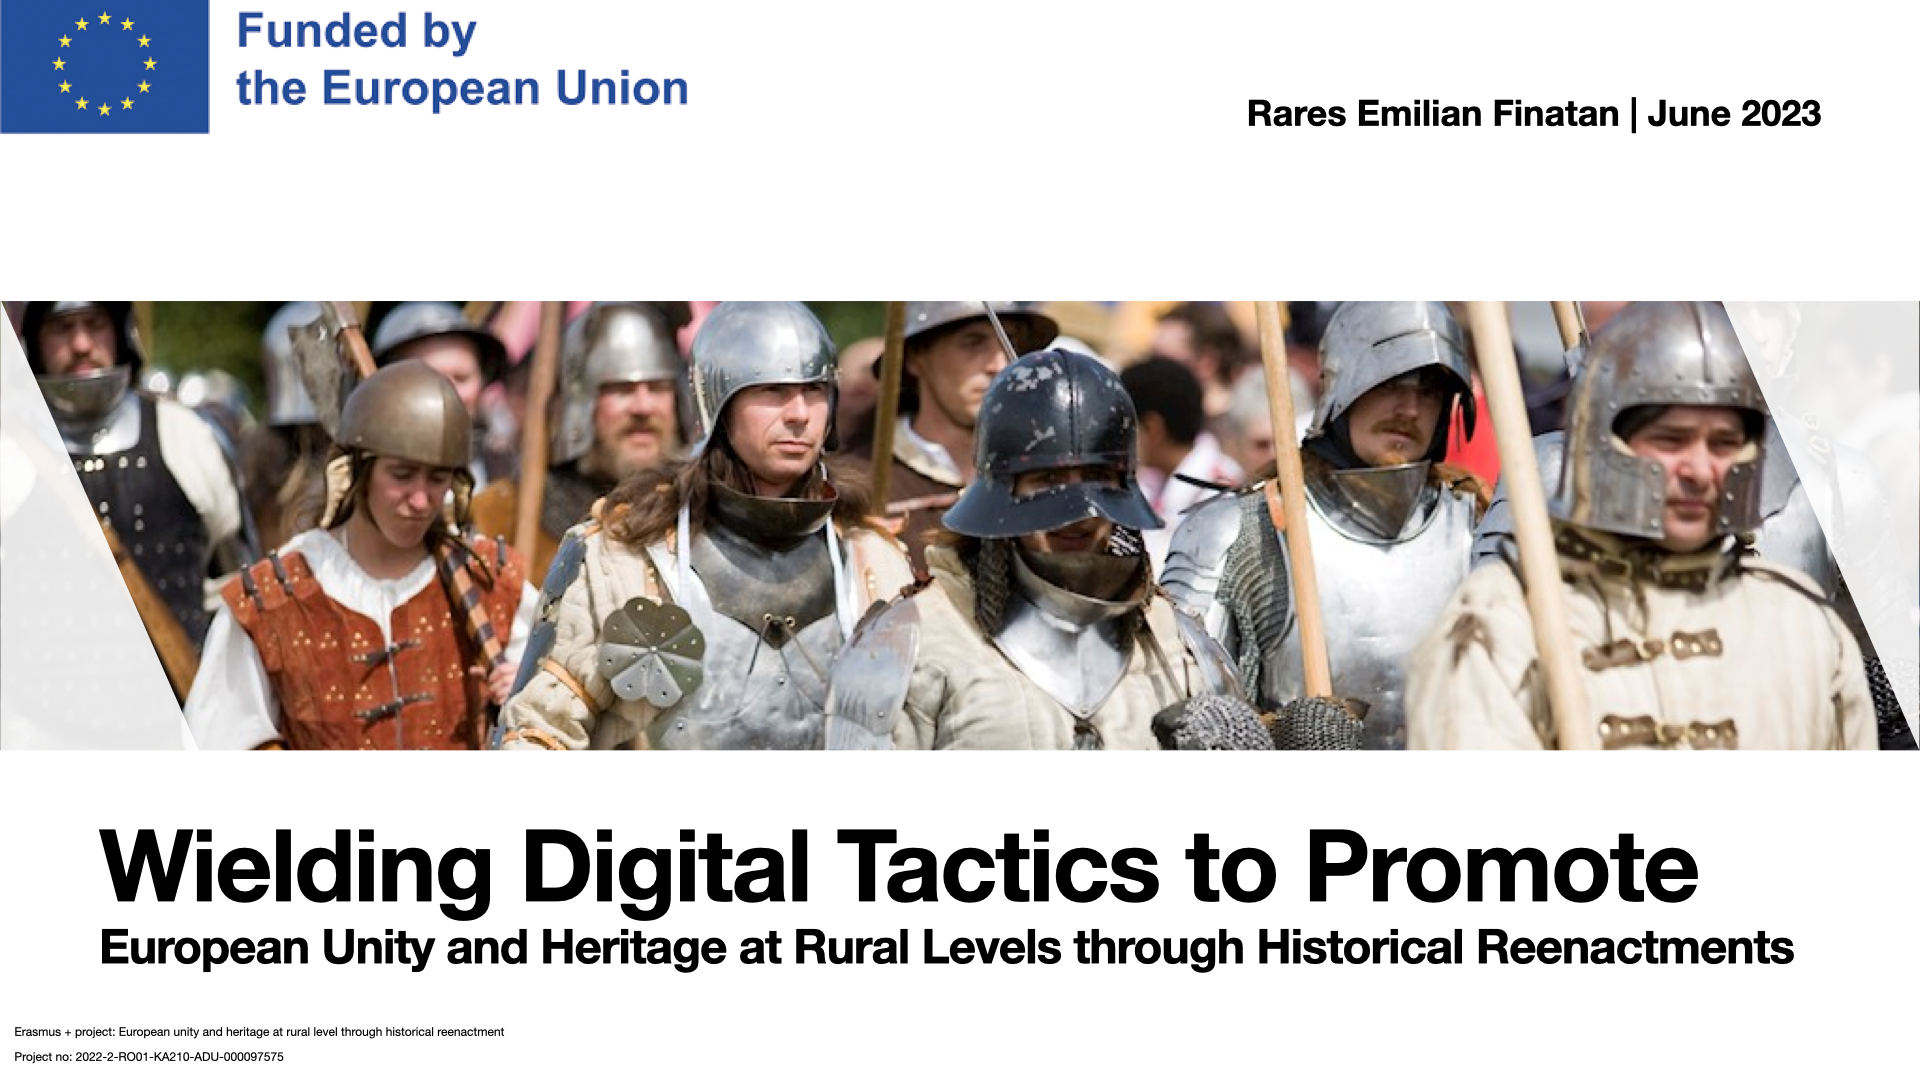 Funded by
the European Union
Rares Emilian Finatan | June 2023
Wielding Digital Tactics to Promote
European Unity and Heritage at Rural Levels through Historical Reenactments
Erasmus + project: European unity and heritage at rural level through historical reenactment
Project no: 2022-2-RO01-KA210-ADU-000097575